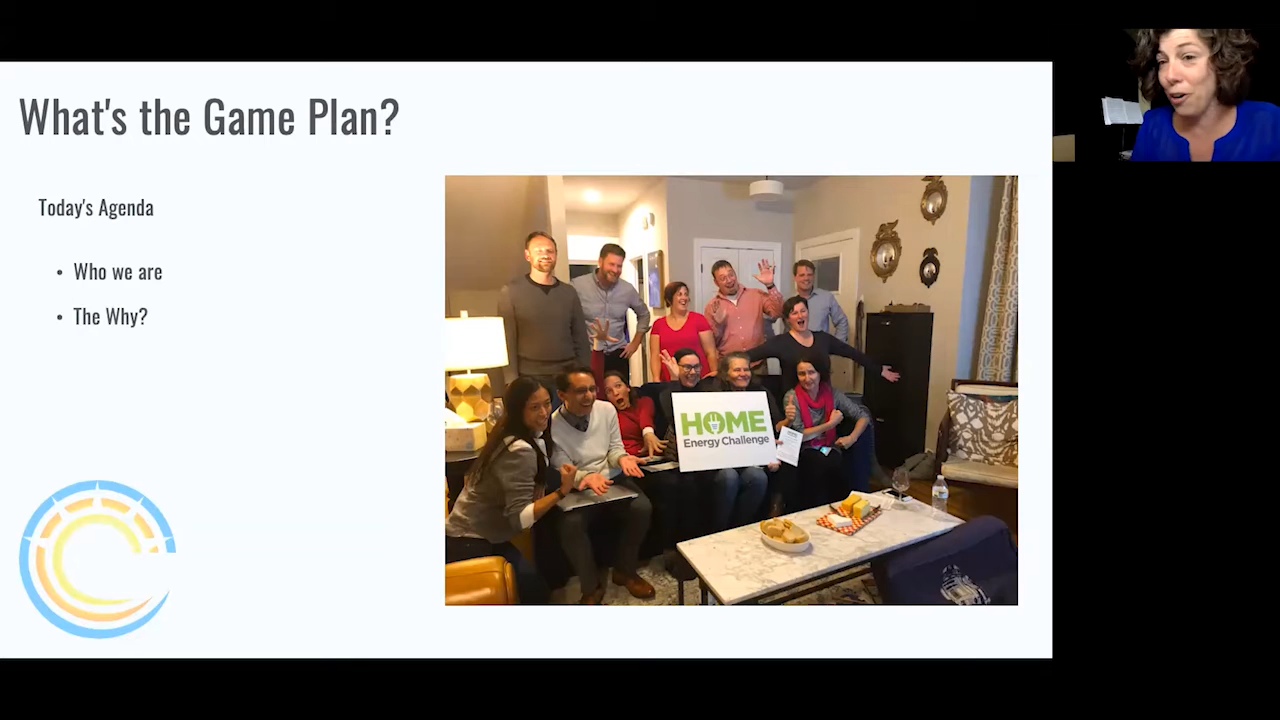 What's the Game Plan?
Today's Agenda
• Who we are
• The Why?
HOME
Energy Challenge